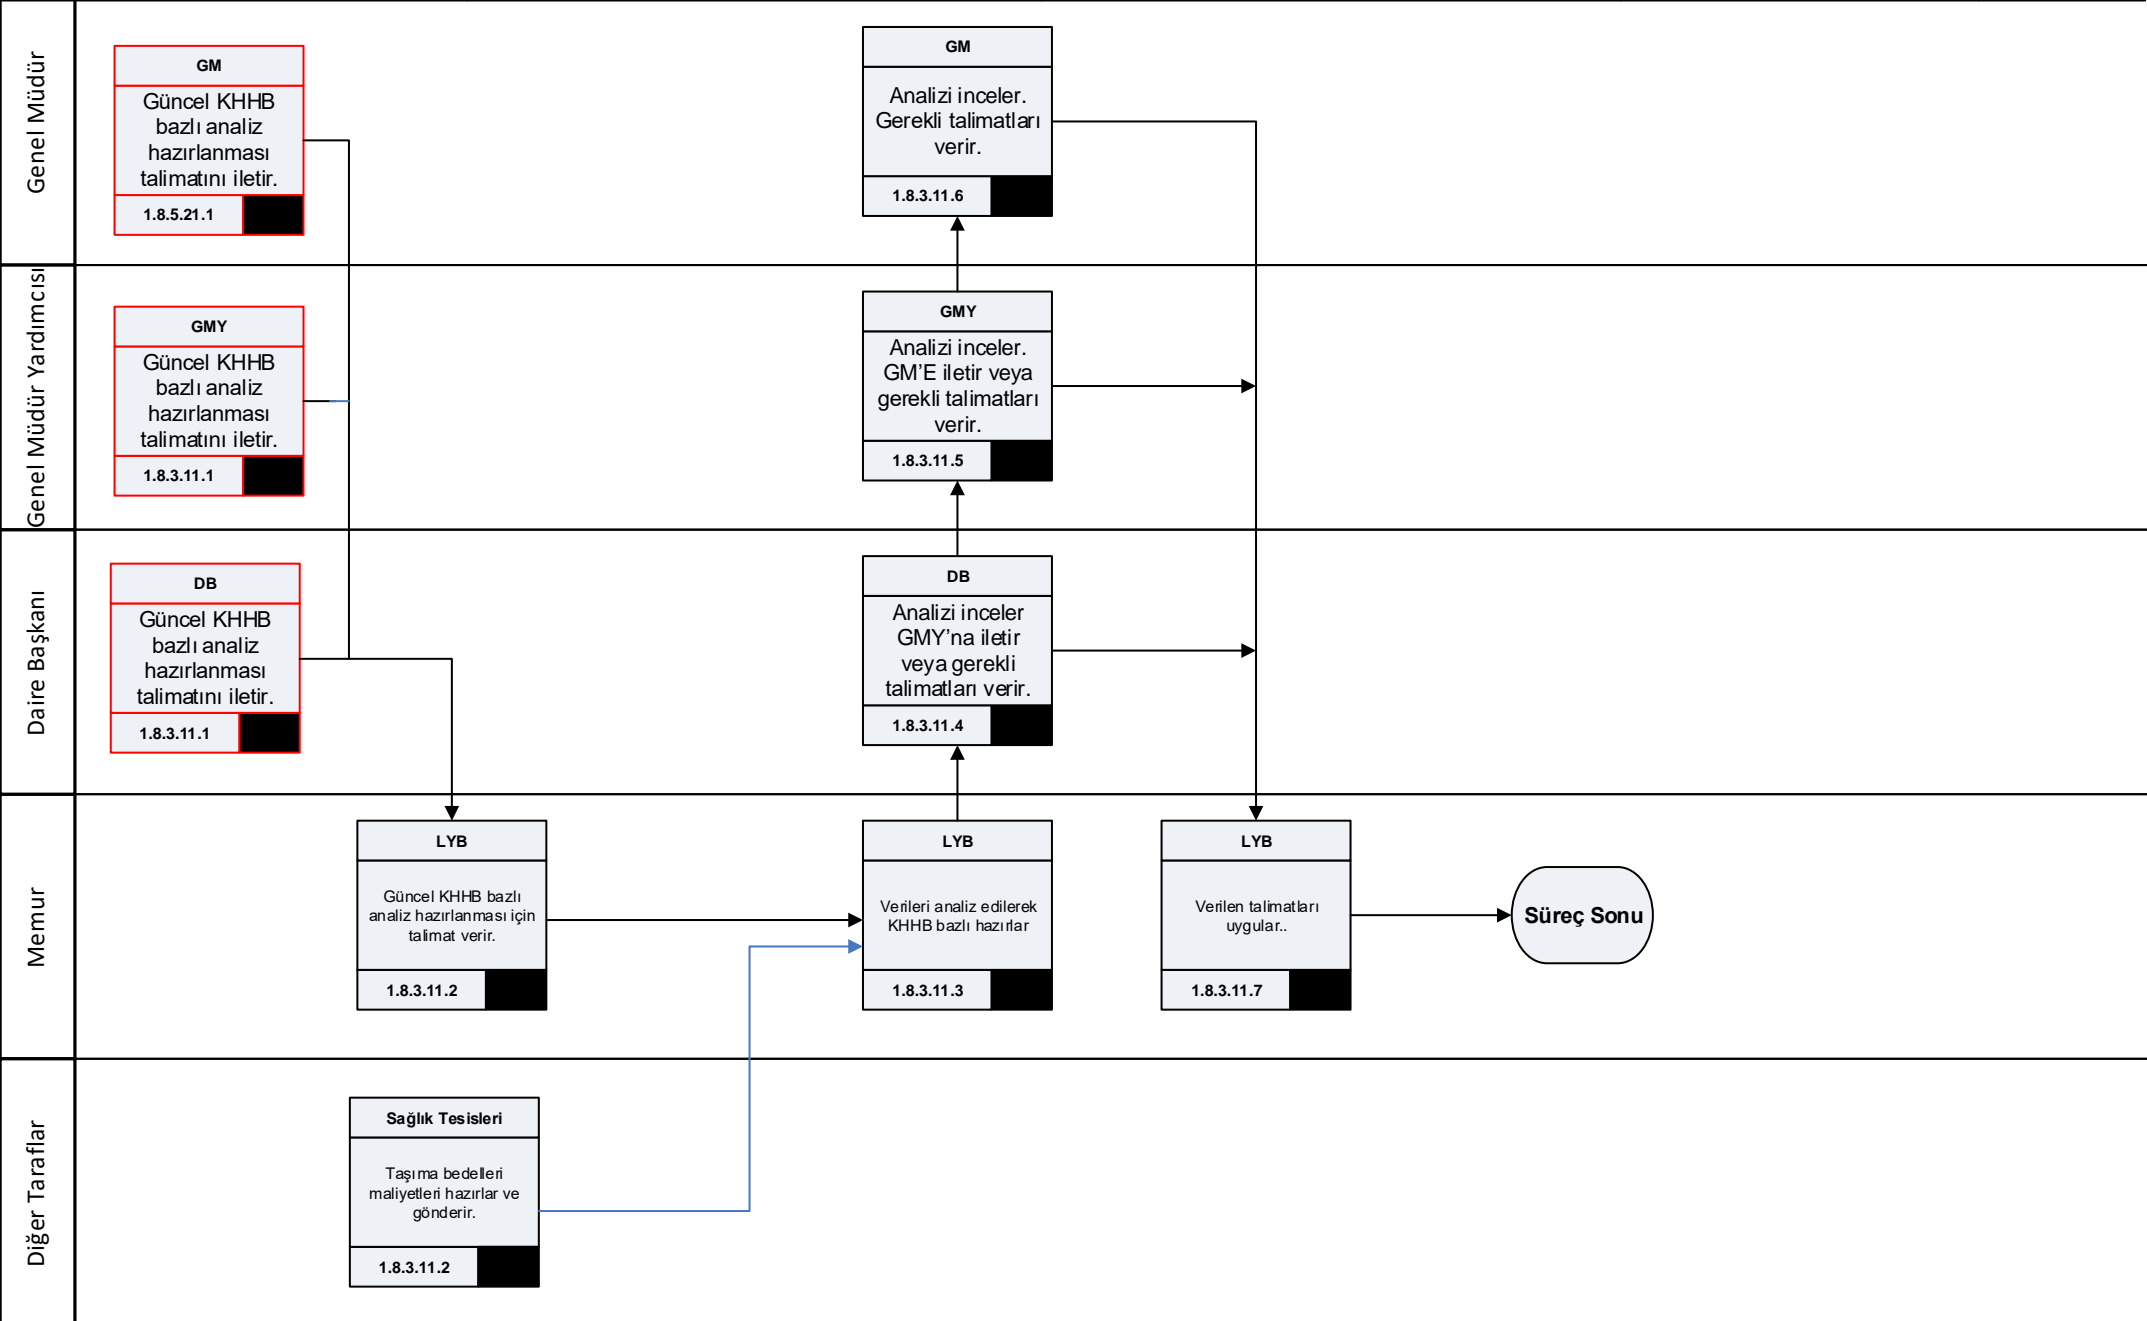 Genel Müdür
GM
Güncel KHHB
bazlı analiz
hazırlanması
talimatını iletir.
1.8.5.21.1
GM
Analizi inceler.
Gerekli talimatları
verir.
1.8.3.11.6
Genel Müdür Yardımcısı
GMY
Güncel KHHB
bazlı analiz
hazırlanması
talimatını iletir.
1.8.3.11.1
GMY
Analizi inceler.
GM'E iletir veya
gerekli talimatları
verir.
1.8.3.11.5
Daire Başkanı
DB
Güncel KHHB
bazlı analiz
hazırlanması
talimatını iletir.
1.8.3.11.1
DB
Analizi inceler
GMY'na iletir
veya gerekli
talimatları verir.
1.8.3.11.4
Memur
LYB
Güncel KHHB bazlı
analiz hazırlanması için
talimat verir.
1.8.3.11.2
LYB
Verileri analiz edilerek
KHHB bazlı hazırlar
1.8.3.11.3
LYB
Verilen talimatları
uygular..
1.8.3.11.7
Süreç Sonu
Diğer Taraflar
Sağlık Tesisleri
Taşıma bedelleri
maliyetleri hazırlar ve
gönderir.
1.8.3.11.2